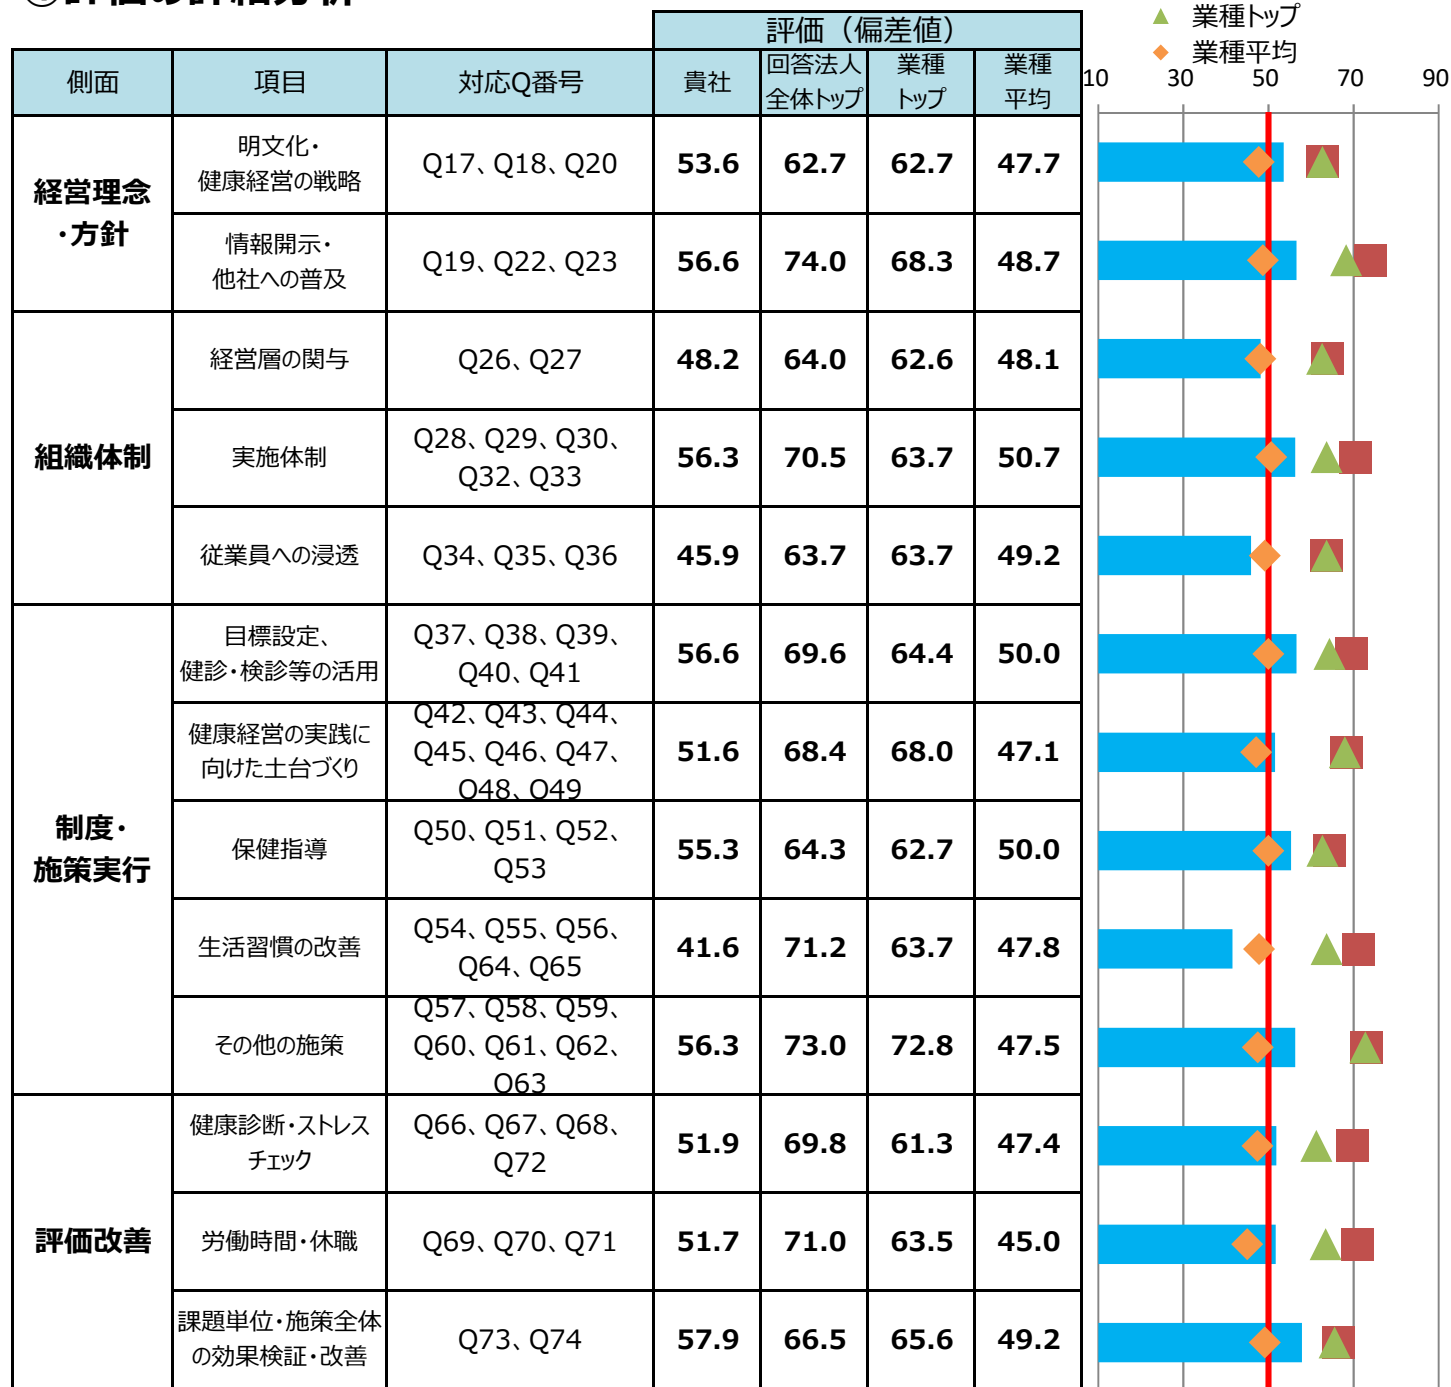 ②評価の詳細分析
業種トップ
業種平均
評価（偏差値）
側面 項目 対応Q番号 貴社 回答法人全体トップ 業種トップ 業種平均
10 30 50 70 90
経営理念・方針
明文化・健康経営の戦略 Q17、Q18、Q20 53.6 62.7 62.7 47.7
情報開示・他社への普及 Q19、Q22、Q23 56.6 74.0 68.3 48.7
組織体制
経営層の関与 Q26、Q27 48.2 64.0 62.6 48.1
実施体制 Q28、Q29、Q30、Q32、Q33 56.3 70.5 63.7 50.7
従業員への浸透 Q34、Q35、Q36 45.9 63.7 63.7 49.2
制度・施策実行
目標設定、健診・検診等の活用 Q37、Q38、Q39、Q40、Q41 56.6 69.6 64.4 50.0
健康経営の実践に向けた土台づくり Q42、Q43、Q44、Q45、Q46、Q47、Q48、Q49 51.6 68.4 68.0 47.1
保健指導 Q50、Q51、Q52、Q53 55.3 64.3 62.7 50.0
生活習慣の改善 Q54、Q55、Q56、Q64、Q65 41.6 71.2 63.7 47.8
その他の施策 Q57、Q58、Q59、Q60、Q61、Q62、Q63 56.3 73.0 72.8 47.5
評価改善
健康診断・ストレスチェック Q66、Q67、Q68、Q72 51.9 69.8 61.3 47.4
労働時間・休職 Q69、Q70、Q71 51.7 71.0 63.5 45.0
課題単位・施策全体の効果検証・改善 Q73、Q74 57.9 66.5 65.6 49.2